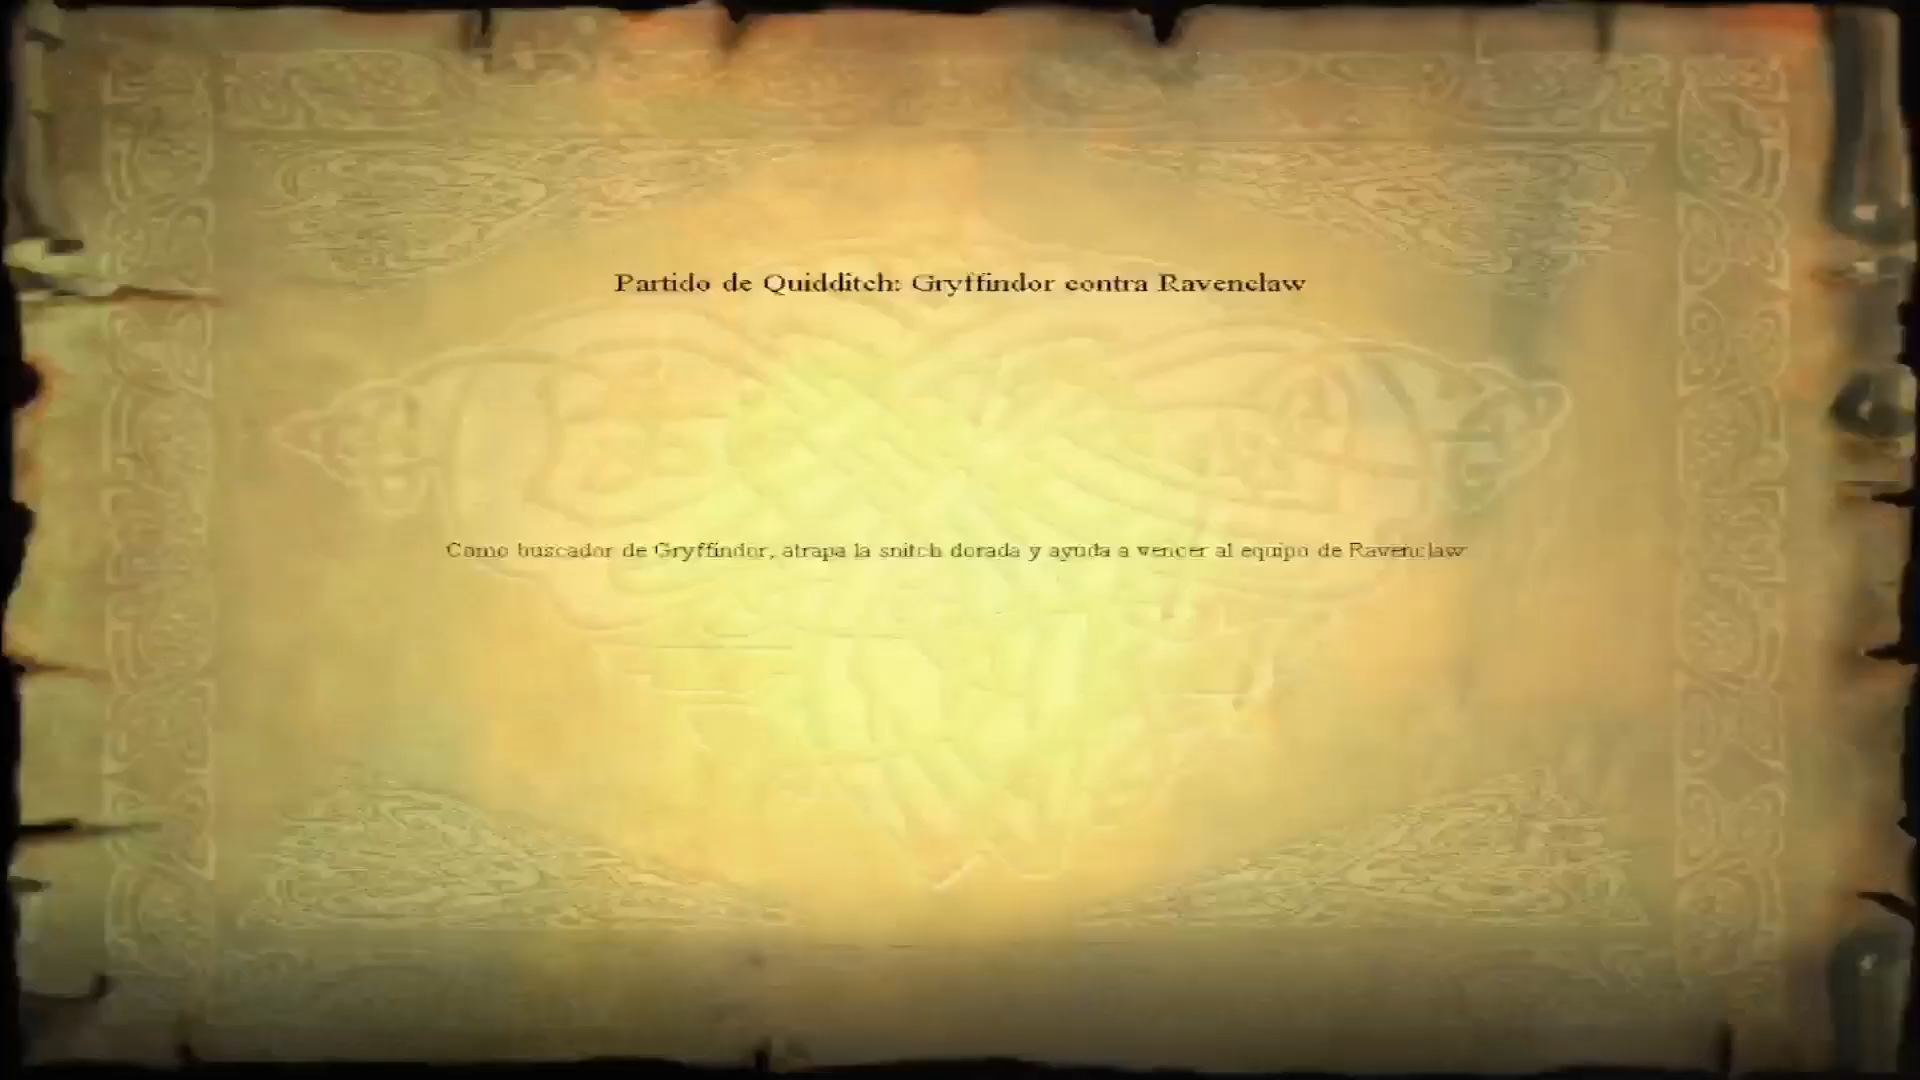 Partido de Quidditch: Gryffindor contra Ravenclaw
Como buscador de Gryffindor, atrapa la snitch dorada y ayuda a vencer al equipo de Ravenclaw